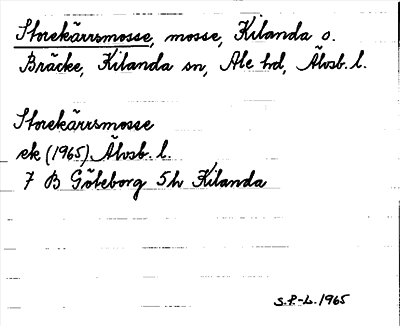 Storekärrsmosse, mosse, Kilanda o.
Bräcke, Kilanda sn, Ale hd, Älvsb. l.
Storekärrsmosse
ek (1965) Älvsb. l.
7 B Göteborg 5h Kilanda
S.P.-L. 1965